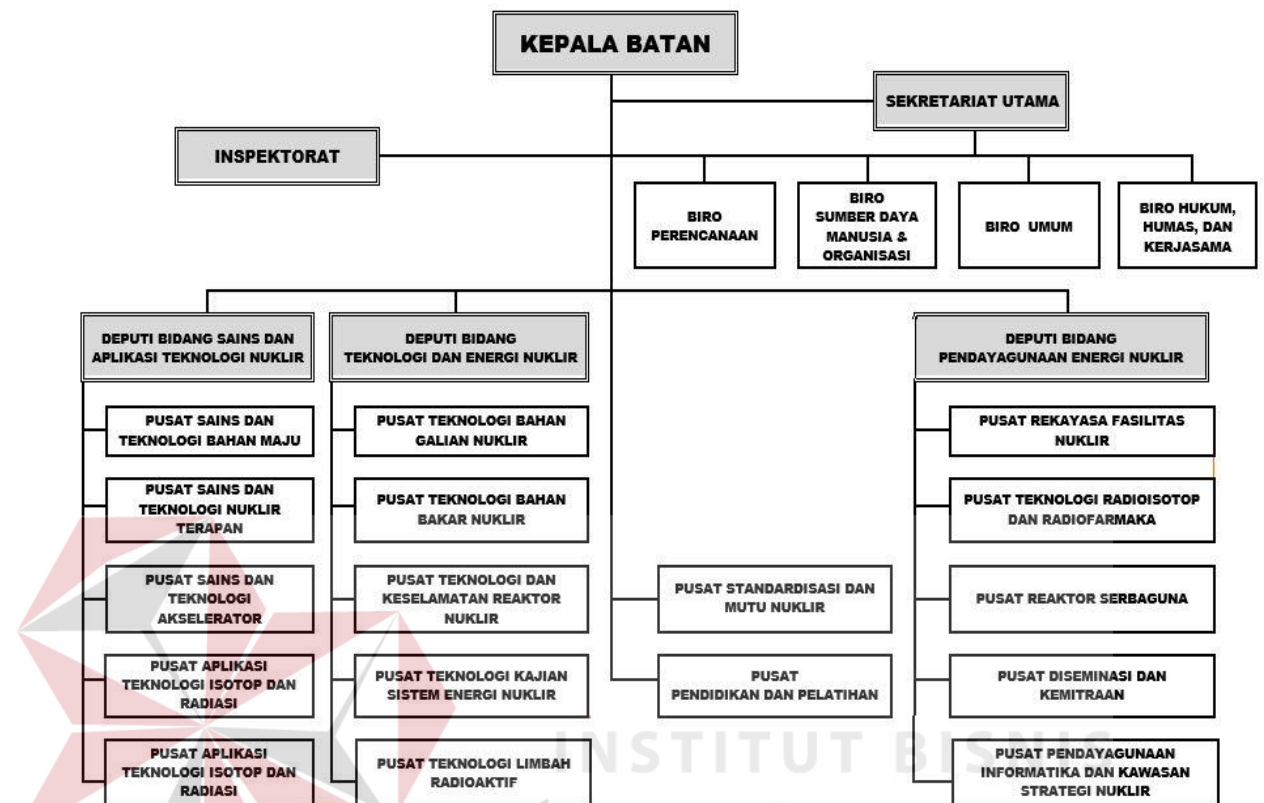 KEPALA BATAN
SEKRETARIAT UTAMA
INSPEKTORAT
BIRO
PERENCANAAN
BIRO
SUMBER DAYA
MANUSIA &
ORGANISASI
BIRO UMUM
BIRO HUKUM,
HUMAS, DAN
KERJASAMA
DEPUTI BIDANG SAINS DAN
APLIKASI TEKNOLOGI NUKLIR
PUSAT SAINS DAN
TEKNOLOGI BAHAN MAJU
PUSAT SAINS DAN
TEKNOLOGI NUKLIR
TERAPAN
PUSAT SAINS DAN
TEKNOLOGI
AKSELERATOR
PUSAT APLIKASI
TEKNOLOGI ISOTOP DAN
RADIASI
PUSAT APLIKASI
TEKNOLOGI ISOTOP DAN
RADIASI
DEPUTI BIDANG
TEKNOLOGI DAN ENERGI NUKLIR
PUSAT TEKNOLOGI BAHAN
GALIAN NUKLIR
PUSAT TEKNOLOGI BAHAN
BAKAR NUKLIR
PUSAT TEKNOLOGI DAN
KESELAMATAN REAKTOR
NUKLIR
PUSAT TEKNOLOGI KAJIAN
SISTEM ENERGI NUKLIR
PUSAT TEKNOLOGI LIMBAH
RADIOAKTIF
PUSAT STANDARDISASI DAN
MUTU NUKLIR
PUSAT
PENDIDIKAN DAN PELATIHAN
DEPUTI BIDANG
PENDAYAGUNAAN ENERGI NUKLIR
PUSAT REKAYASA FASILITAS
NUKLIR
PUSAT TEKNOLOGI RADIOISOTOP
DAN RADIOFARMAKA
PUSAT REAKTOR SERBAGUNA
PUSAT DISEMINASI DAN
KEMITRAAN
PUSAT PENDAYAGUNAAN
INFORMATIKA DAN KAWASAN
STRATEGI NUKLIR
INSTITUT BISNIS